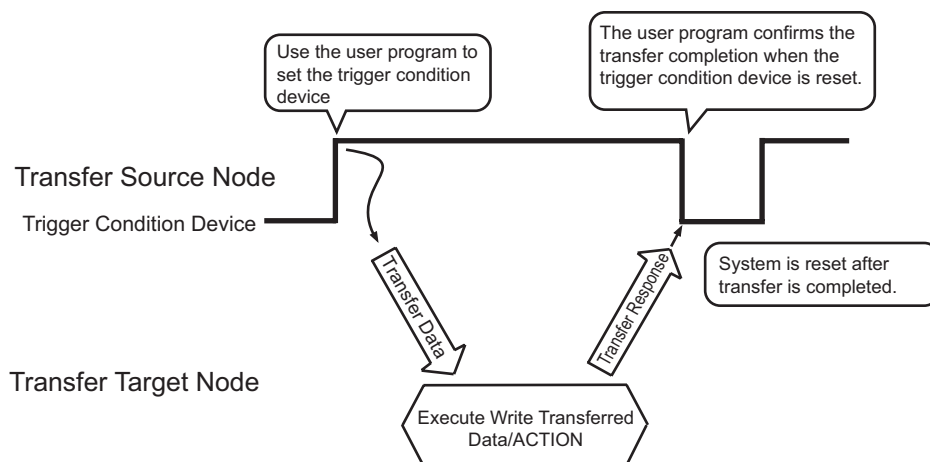 Use the user program to
set the trigger condition
device
The user program confirms the
transfer completion when the
trigger condition device is reset.
Transfer Source Node
Trigger Condition Device
Transfer Data
Transfer Response
System is reset after
transfer is completed.
Transfer Target Node
Execute Write Transferred
Data/ACTION